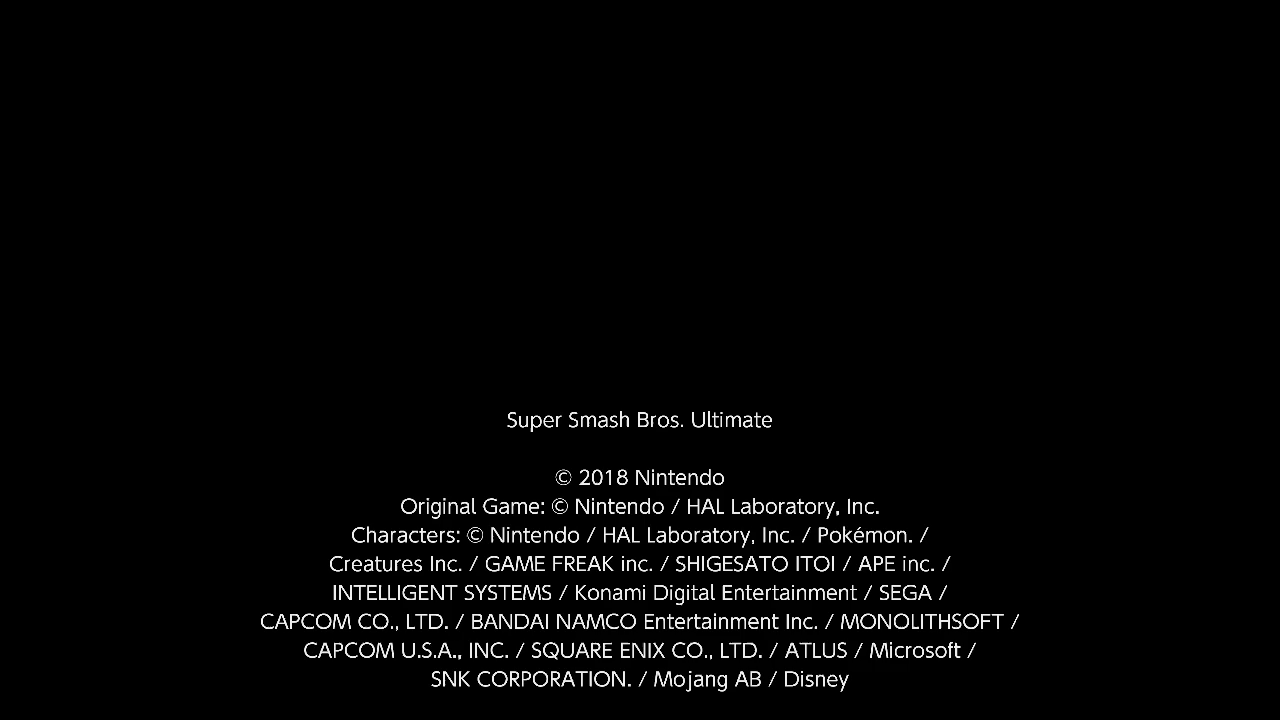 Super Smash Bros. Ultimate
© 2018 Nintendo
Original Game: © Nintendo / HAL Laboratory, Inc.
Characters: © Nintendo / HAL Laboratory, Inc. / Pokémon. /
Creatures Inc. / GAME FREAK inc. / SHIGESATO ITOI / APE inc. /
INTELLIGENT SYSTEMS / Konami Digital Entertainment / SEGA /
CAPCOM CO., LTD. / BANDAI NAMCO Entertainment Inc. / MONOLITHSOFT /
CAPCOM U.S.A., INC. / SQUARE ENIX CO., LTD. / ATLUS / Microsoft /
SNK CORPORATION. / Mojang AB / Disney